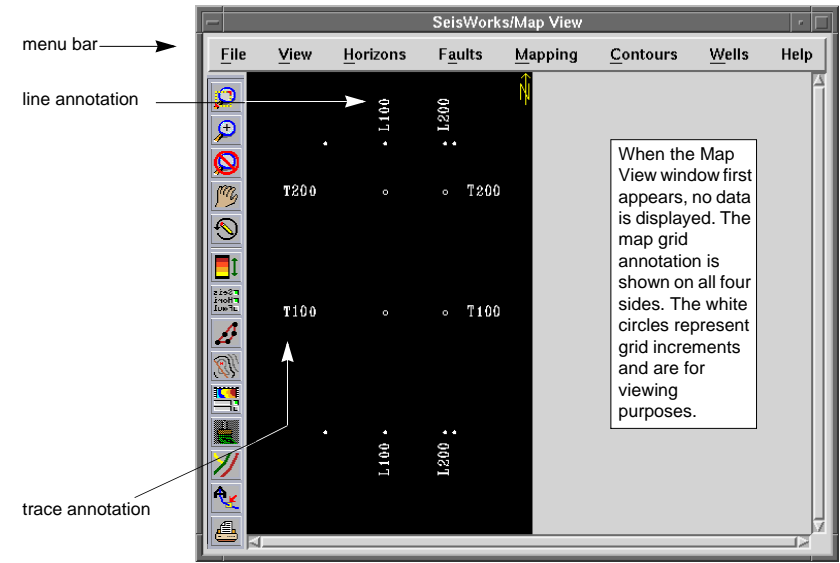 SeisWorks/Map View
menu bar
File View Horizons Faults Mapping Contours Wells Help
line annotation
L100 L200
N
When the Map
View window first
appears, no data
is displayed. The
map grid
annotation is
shown on all four
sides. The white
circles represent
grid increments
and are for
viewing
purposes.
T200 T200
T100 T100
L100 L200
trace annotation